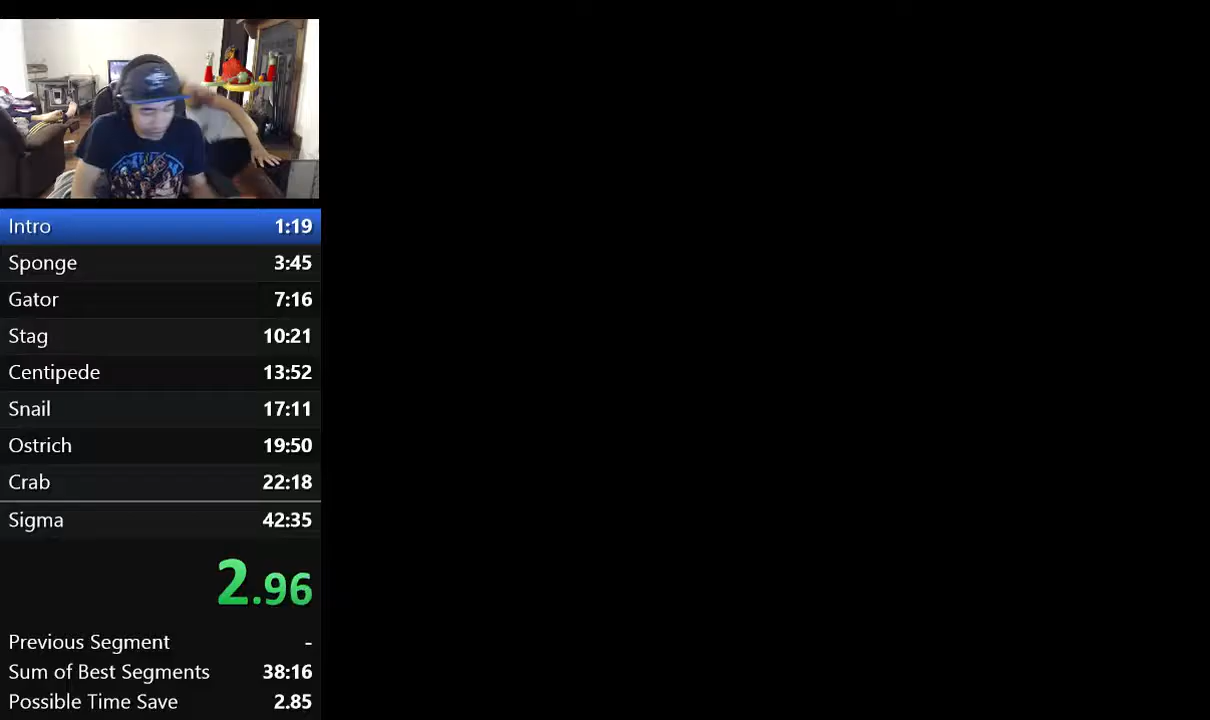 Intro 1:19
Sponge 3:45
Gator 7:16
Stag 10:21
Centipede 13:52
Snail 17:11
Ostrich 19:50
Crab 22:18
Sigma 42:35
2.96
Previous Segment -
Sum of Best Segments 38:16
Possible Time Save 2.85